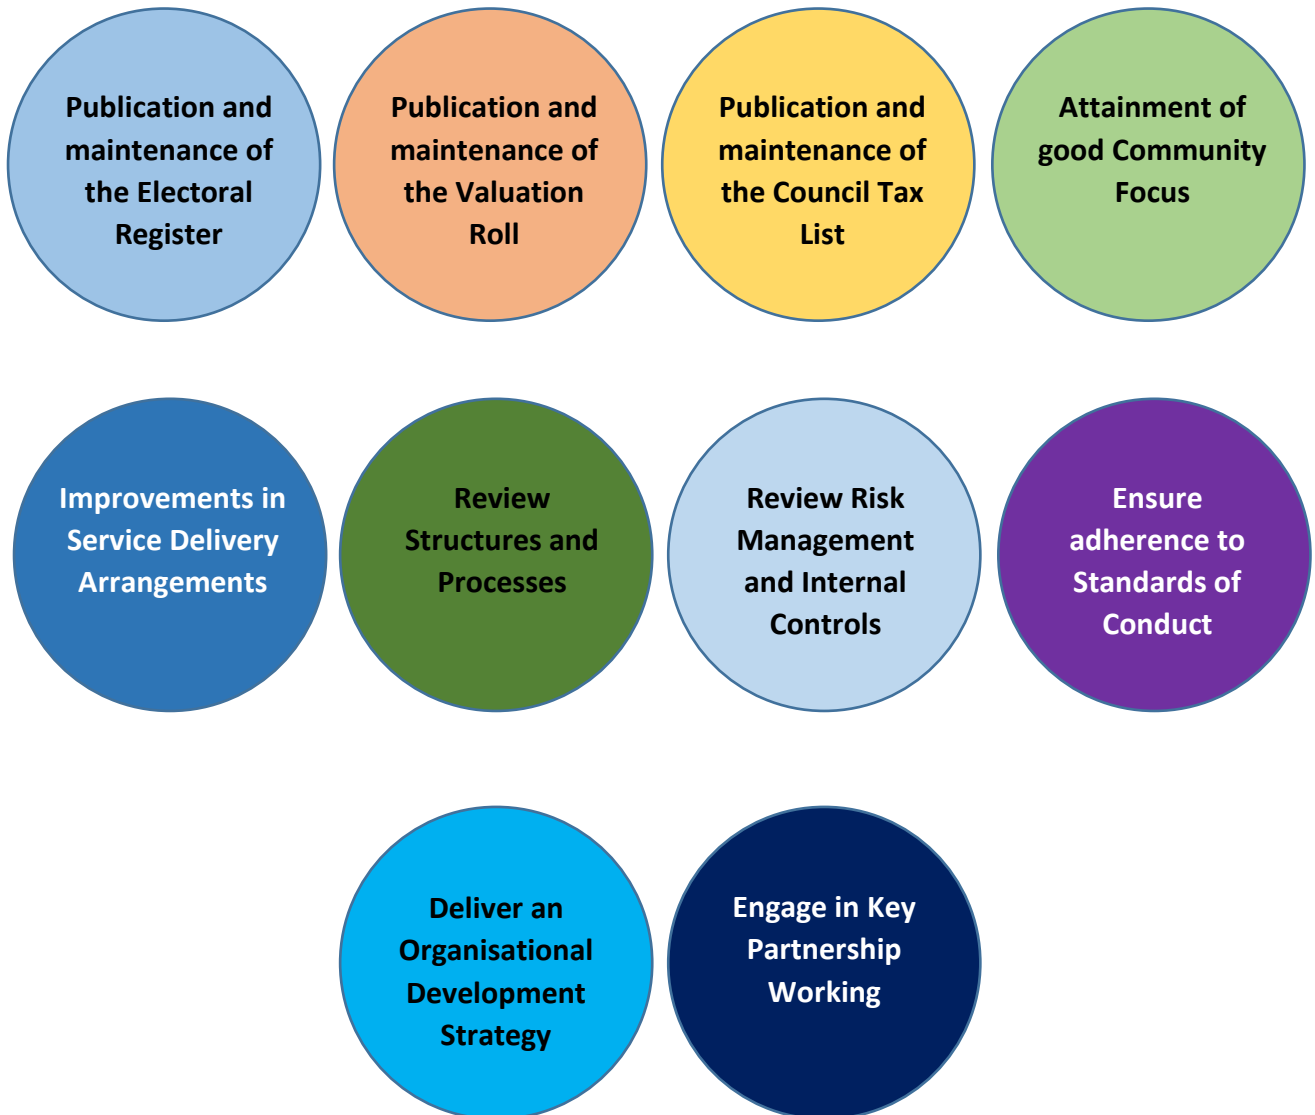 Publication and
maintenance of
the Electoral
Register
Publication and
maintenance of
the Valuation
Roll
Publication and
maintenance of
the Council Tax
List
Attainment of
good Community
Focus
Improvements in
Service Delivery
Arrangements
Review
Structures and
Processes
Review Risk
Management
and Internal
Controls
Ensure
adherence to
Standards of
Conduct
Deliver an
Organisational
Development
Strategy
Engage in Key
Partnership
Working